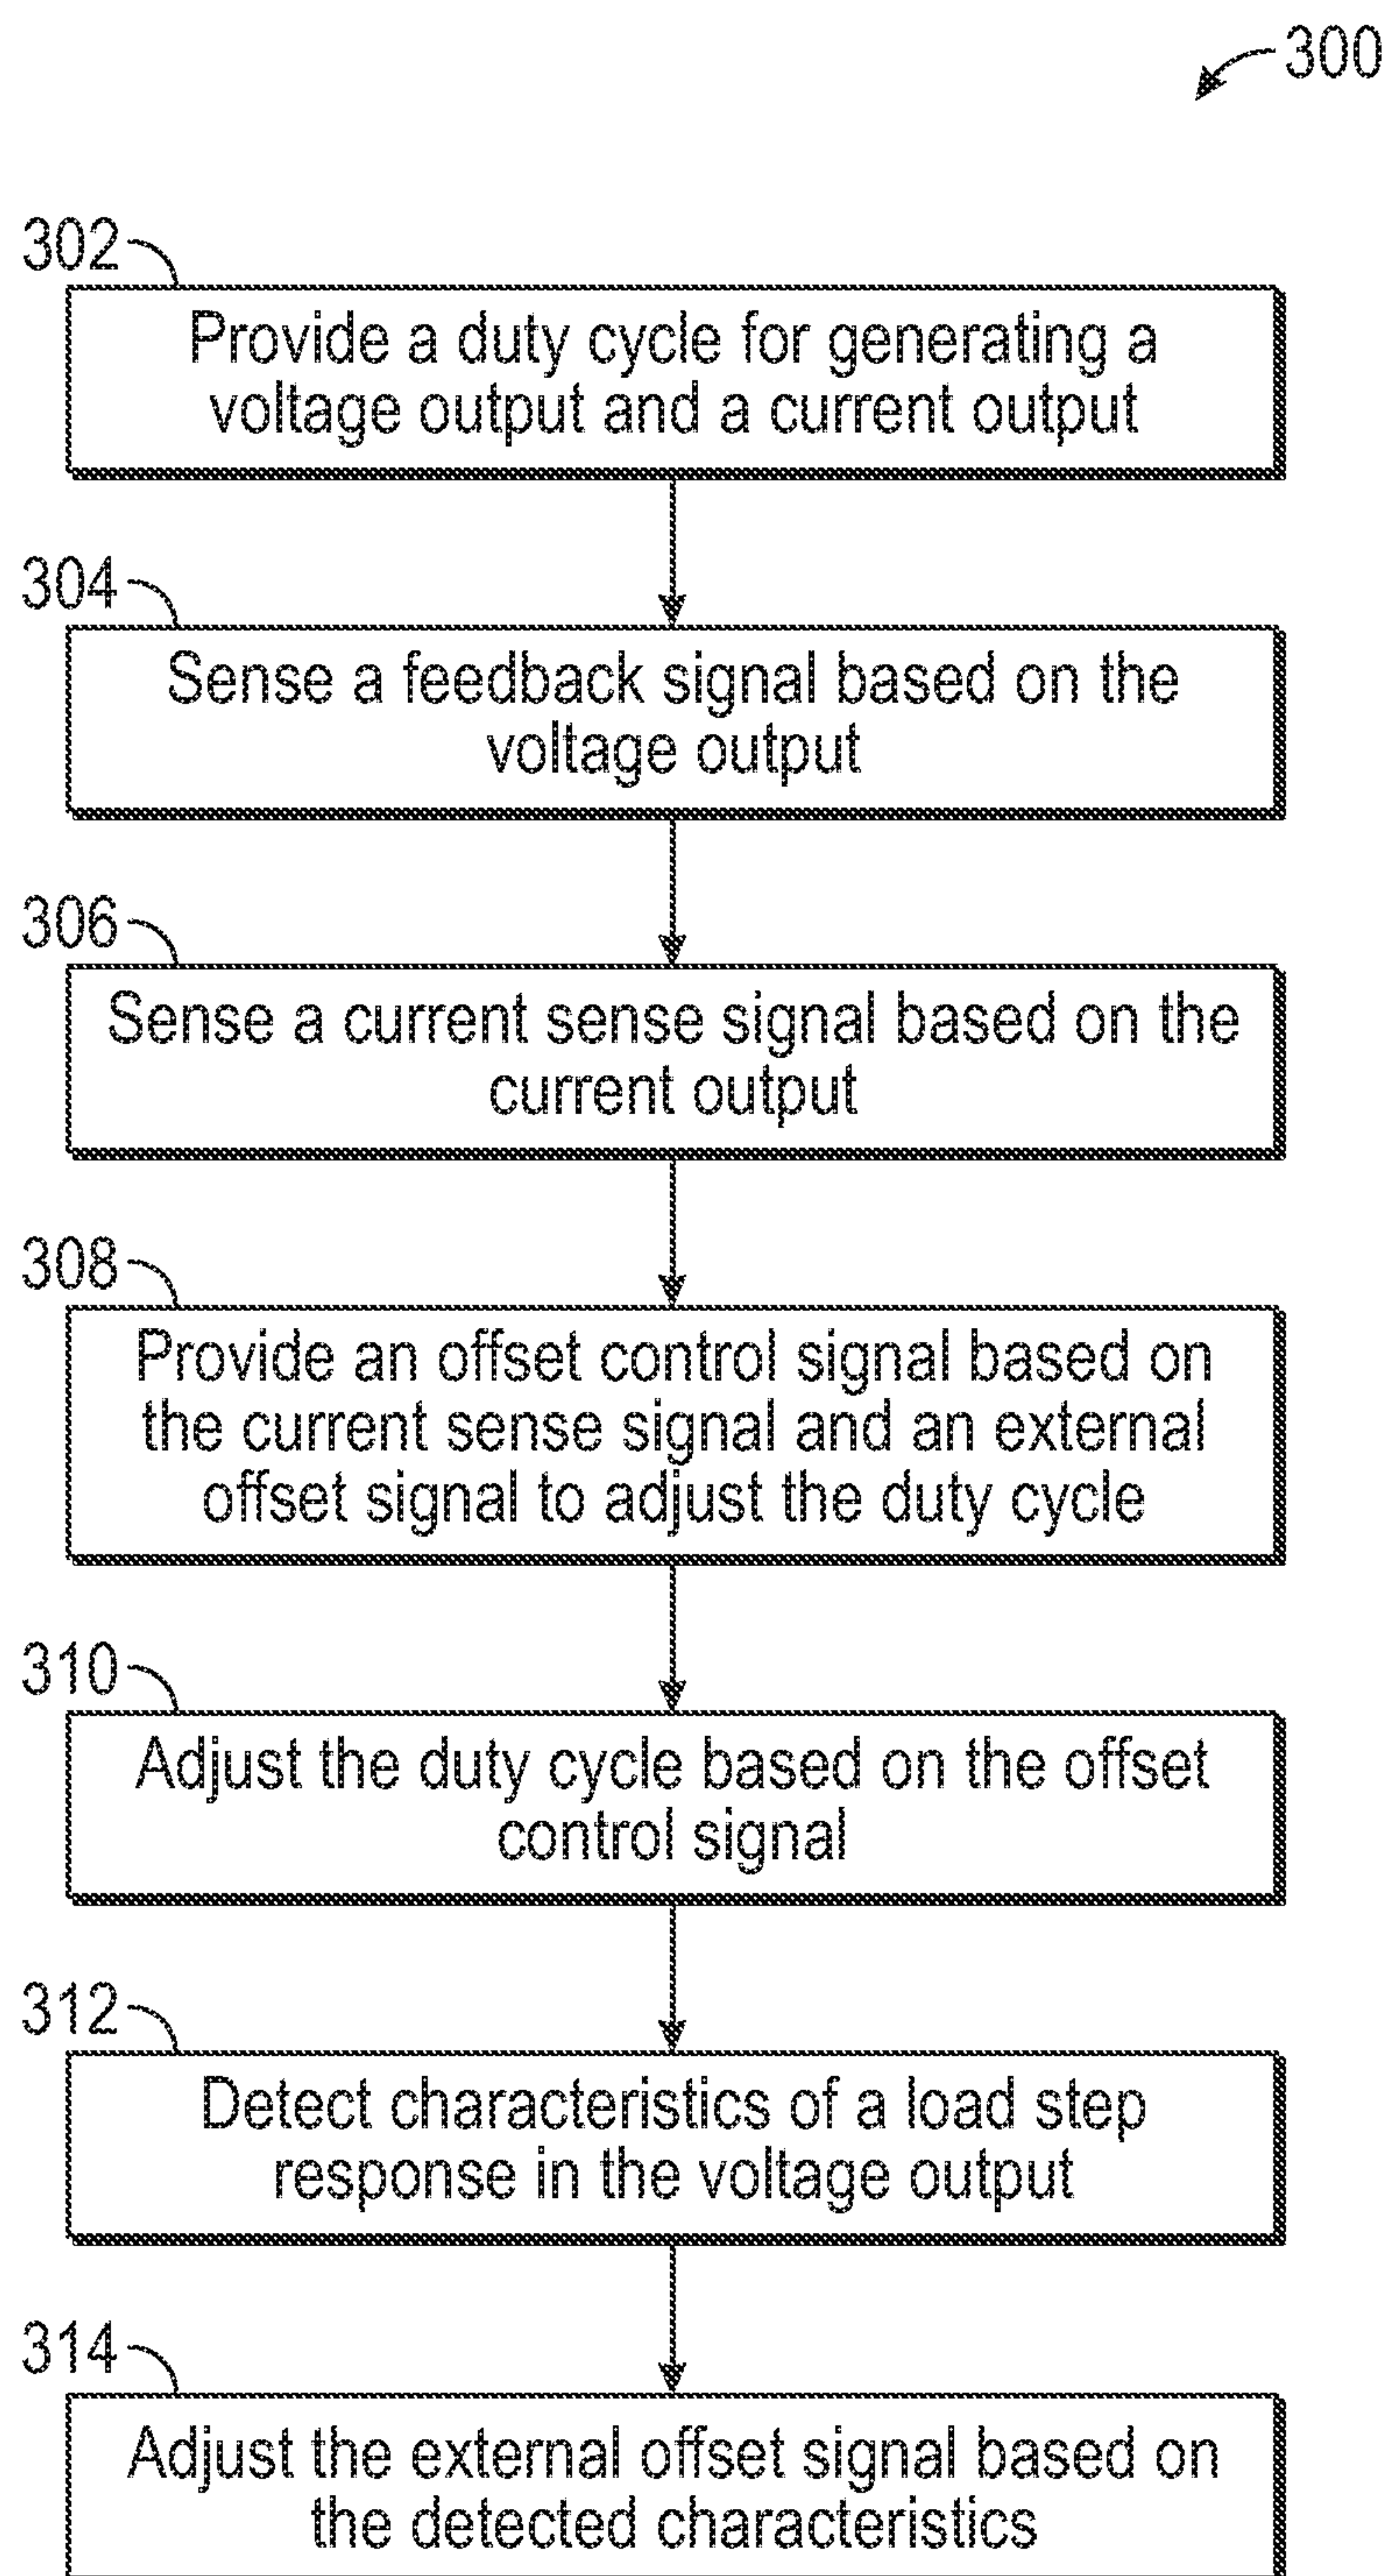 300
302
Provide a duty cycle for generating a
voltage output and a current output
304
Sense a feedback signal based on the
voltage output
306
Sense a current sense signal based on the
current output
308
Provide an offset control signal based on
the current sense signal and an external
offset signal to adjust the duty cycle
310
Adjust the duty cycle based on the offset
control signal
312
Detect characteristics of a load step
response in the voltage output
314
Adjust the external offset signal based on
the detected characteristics